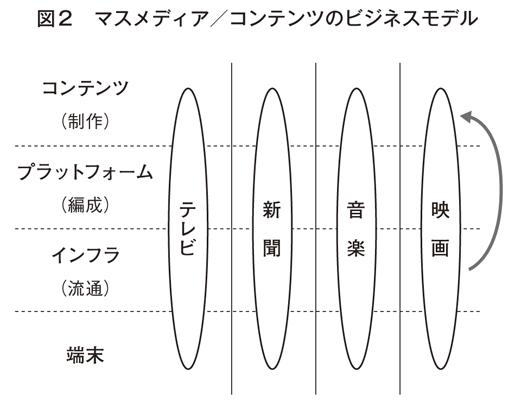 図2 マスメディア／コンテンツのビジネスモデル
コンテンツ
（制作）
プラットフォーム
（編成）
インフラ
（流通）
端末
テレビ
新聞
音楽
映画